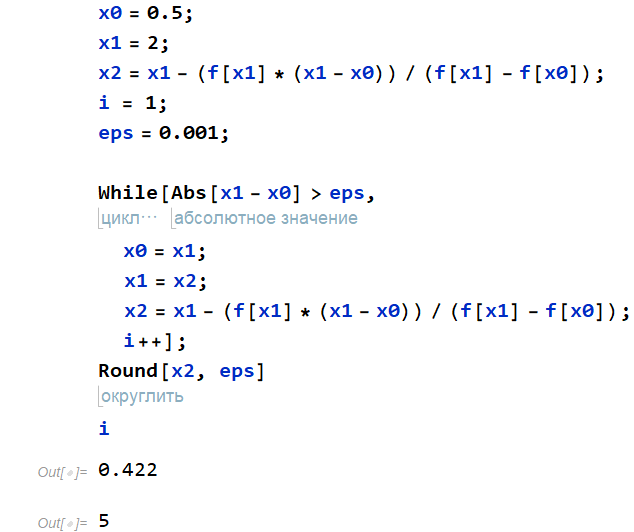 x0 = 0.5;
x1 = 2;
x2 = x1 - (f[x1] * (x1 - x0)) / (f[x1] - f[x0]);
i = 1;
eps = 0.001;
While[Abs[x1 - x0] > eps,
цикл⋯ абсолютное значение
x0 = x1;
x1 = x2;
x2 = x1 - (f[x1] * (x1 - x0)) / (f[x1] - f[x0]);
i++];
Round[x2, eps]
округлить
i
Out[•]= 0.422
Out[•]= 5